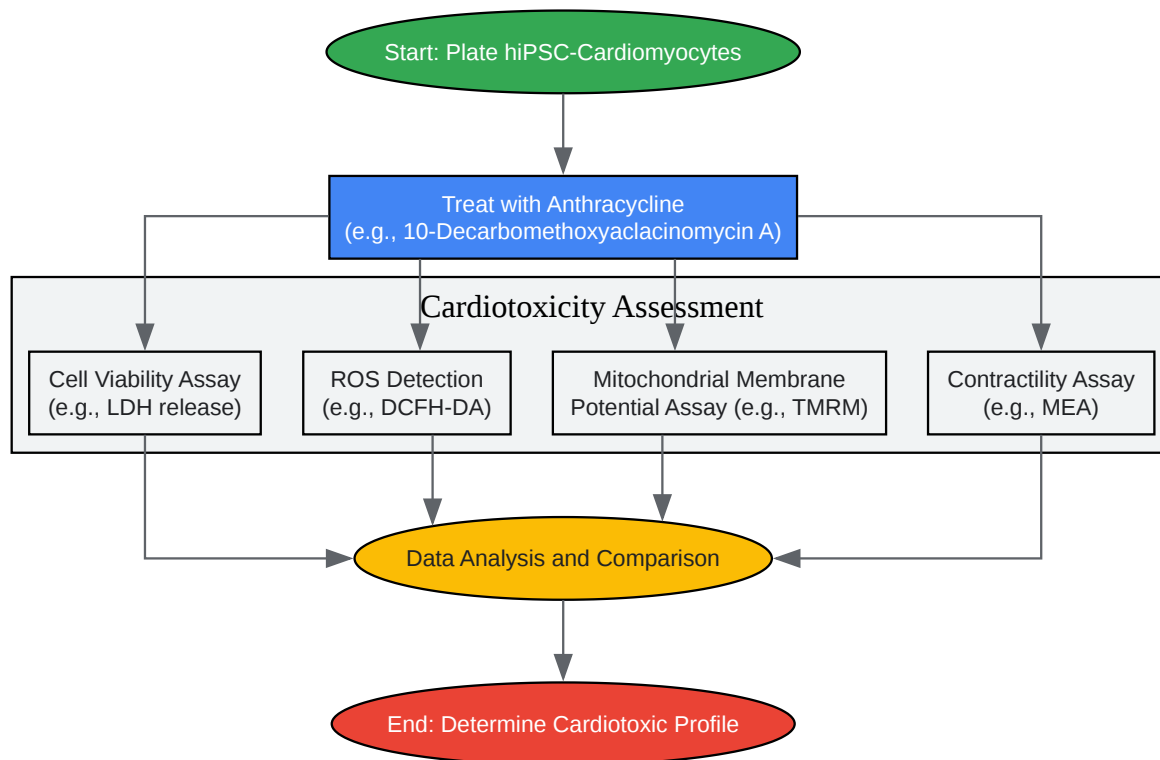 Start: Plate hiPSC-Cardiomyocytes
Treat with Anthracycline
(e.g., 10-Decarbomethoxyaclacinomycin A)
Cardiotoxicity Assessment
Cell Viability Assay
(e.g., LDH release)
ROS Detection
(e.g., DCFH-DA)
Mitochondrial Membrane
Potential Assay (e.g., TMRM)
Contractility Assay
(e.g., MEA)
Data Analysis and Comparison
End: Determine Cardiotoxic Profile